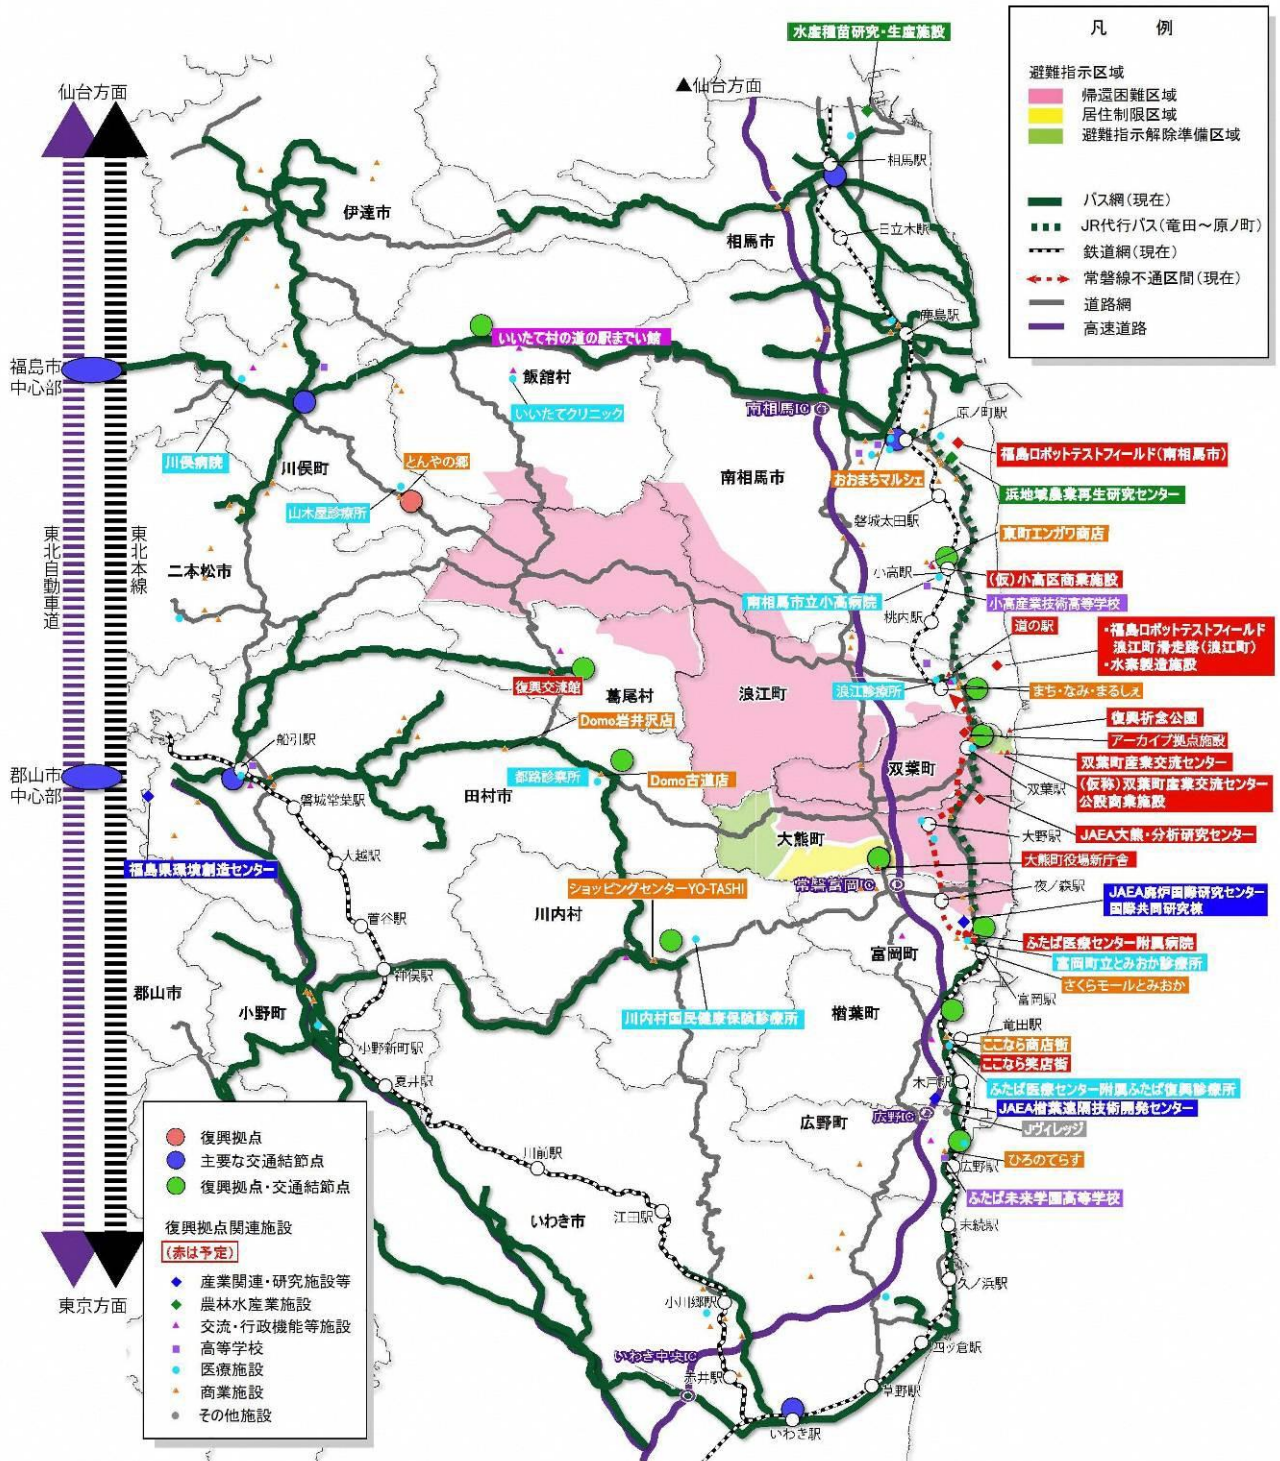 水産種苗研究・生産施設
凡　例
避難指示区域
帰還困難区域
居住制限区域
避難指示解除準備区域
バス網(現在)
JR代行バス(竜田～原ノ町)
鉄道網(現在)
常磐線不通区間(現在)
道路網
高速道路
仙台方面
▲仙台方面
相馬駅
伊達市
相馬市
日立木駅
鹿島駅
いいたて村の道の駅までい館
福島市
中心部
飯舘村
いいたてクリニック
南相馬IC
原ノ町駅
川俣病院
川俣町
とんやの郷
山木屋診療所
南相馬市
おおまちマルシェ
福島ロボットテストフィールド(南相馬市)
浜地域農業再生研究センター
磐城太田駅
東町エンガワ商店
東北自動車道
東北本線
二本松市
小高駅
(仮)小高区商業施設
南相馬市立小高病院
小高産業技術高等学校
桃内駅
道の駅
・福島ロボットテストフィールド
浪江町滑走路(浪江町)
・水素製造施設
復興交流館
葛尾村
浪江町
浪江診療所
まち・なみ・まるしぇ
Domo岩井沢店
復興祈念公園
アーカイブ拠点施設
船引駅
双葉町産業交流センター
郡山市
中心部
都路診療所
Domo古道店
双葉町
双葉駅
(仮称)双葉町産業交流センター
公設商業施設
磐城常葉駅
田村市
大熊町
大野駅
JAEA大熊・分析研究センター
大越駅
大熊町役場新庁舎
福島県環境創造センター
ショッピングセンターYO-TASHI
常磐富岡IC
夜ノ森駅
JAEA廃炉国際研究センター
国際共同研究棟
菅谷駅
川内村
富岡町
ふたば医療センター附属病院
富岡町立とみおか診療所
さくらモールとみおか
神俣駅
郡山市
小野町
富岡駅
川内村国民健康保険診療所
楢葉町
竜田駅
ここなら商店街
ここなら笑店街
小野新町駅
夏井駅
木戸駅
ふたば医療センター附属ふたば復興診療所
JAEA楢葉遠隔技術開発センター
広野町
広野IC
Jヴィレッジ
ひろのてらす
広野駅
ふたば未来学園高等学校
川前駅
復興拠点
主要な交通結節点
復興拠点・交通結節点
復興拠点関連施設
(赤は予定)
産業関連・研究施設等
農林水産業施設
交流・行政機能等施設
高等学校
医療施設
商業施設
その他施設
東京方面
いわき市
江田駅
末続駅
久ノ浜駅
小川郷駅
四ツ倉駅
いわき中央IC
赤井駅
草野駅
いわき駅